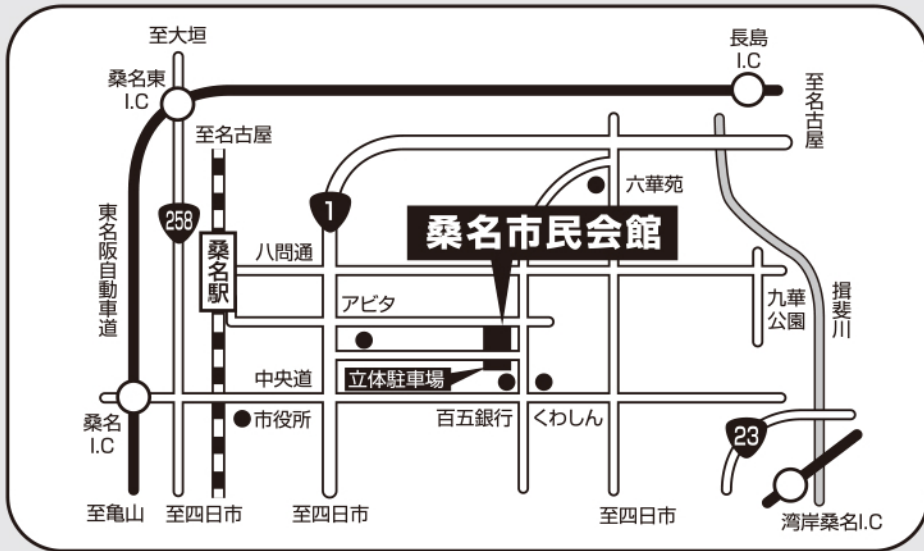 至大垣
桑名東
I.C
長島
I.C
至名古屋
至名古屋
東名阪自動車道
258
1
六華苑
桑名市民会館
桑名駅
八間通
アピタ
九華
公園
揖斐川
立体駐車場
中央道
桑名
I.C
市役所
百五銀行
くわしん
23
至亀山
至四日市
至四日市
至四日市
湾岸桑名I.C